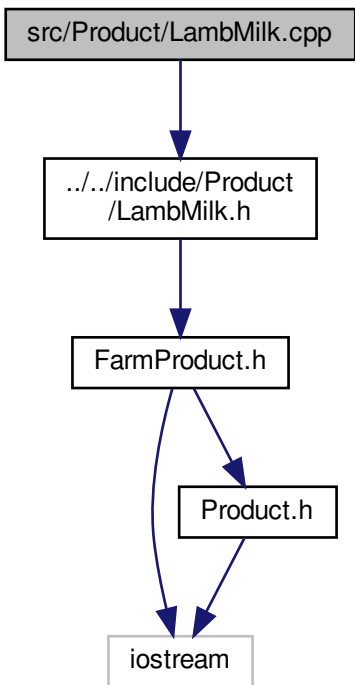 src/Product/LambMilk.cpp
../../include/Product
/LambMilk.h
FarmProduct.h
Product.h
iostream